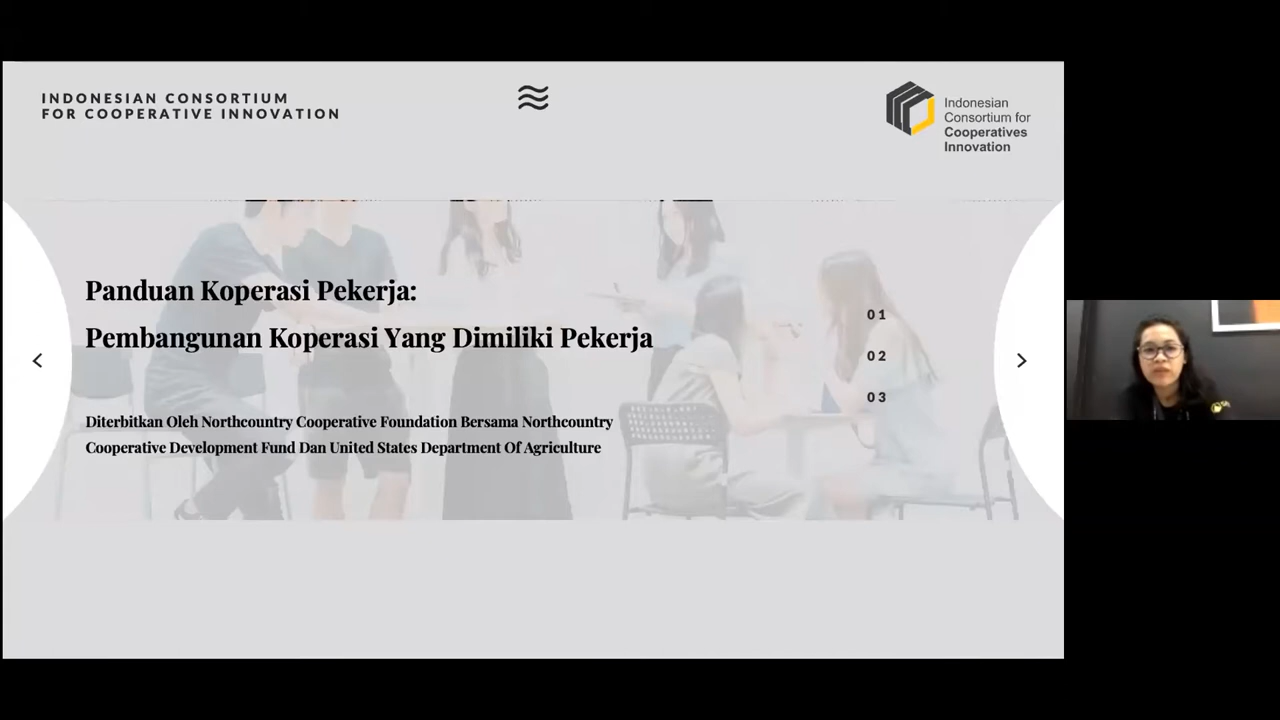 INDONESIAN CONSORTIUM
FOR COOPERATIVE INNOVATION
Indonesian
Consortium for
Cooperatives
Innovation
Panduan Koperasi Pekerja:
Pembangunan Koperasi Yang Dimiliki Pekerja
01
02
03
Diterbitkan Oleh Northcountry Cooperative Foundation Bersama Northcountry
Cooperative Development Fund Dan United States Department Of Agriculture